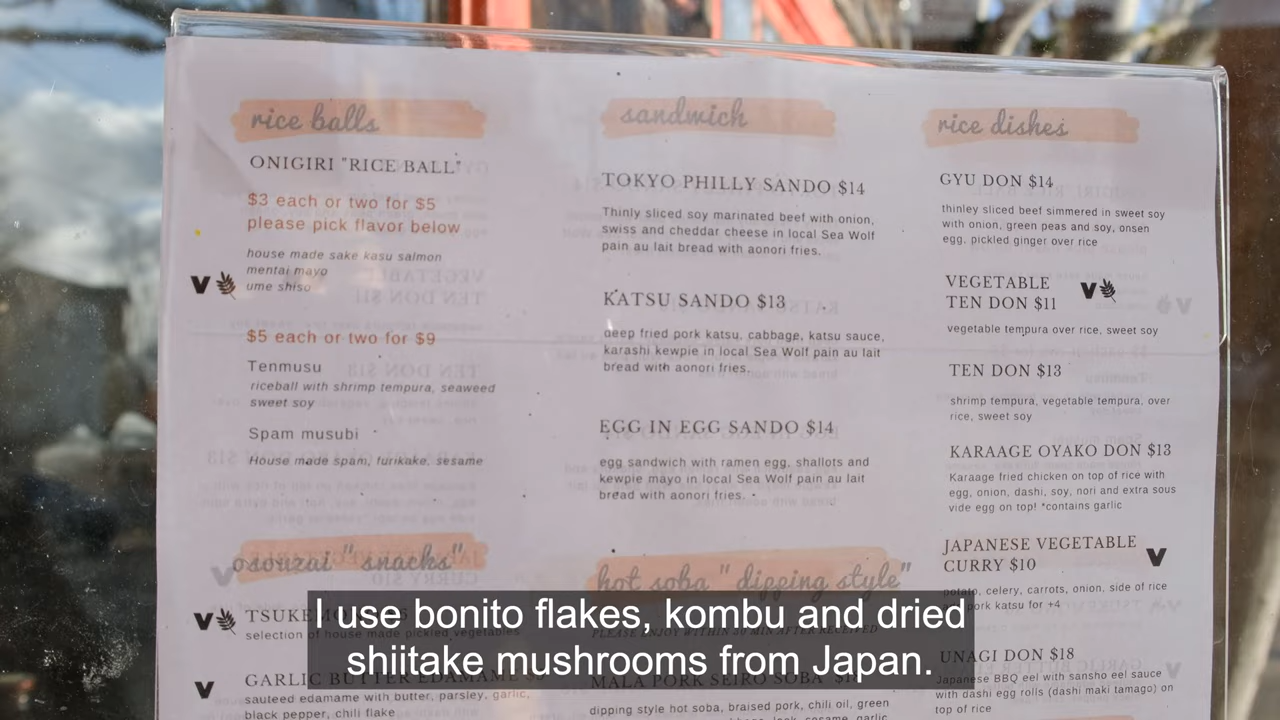 rice balls
ONIGIRI "RICE BALL"
$3 each or two for $5
please pick flavor below
house made sake kasu salmon
mentai mayo
V ume shiso
$5 each or two for $9
Tenmusu
riceball with shrimp tempura, seaweed
sweet soy
Spam musubi
House made spam, furikake, sesame
osouzai "snacks"
V TSUKEMO
selection of house made pickled vegetables
GARLIC BUTTER EDAMAME
V
sauteed edamame with butter, parsley, garlic,
black pepper, chili flake
sandwich
TOKYO PHILLY SANDO $14
Thinly sliced soy marinated beef with onion,
swiss and cheddar cheese in local Sea Wolf
pain au lait bread with aonori fries.
KATSU SANDO $13
deep fried pork katsu, cabbage, katsu sauce,
karashi kewpie in local Sea Wolf pain au lait
bread with aonori fries.
EGG IN EGG SANDO $14
egg sandwich with ramen egg, shallots and
kewpie mayo in local Sea Wolf pain au lait
bread with aonori fries.
hot soba "dipping style"
PLEASE ENJOY WITHIN 30 MIN AFTER RECEIVED
MALA PORK SEIRO SOBA
dipping style hot soba, braised pork, chili oil, green
sesame, garlic
rice dishes
GYU DON $14
thinley sliced beef simmered in sweet soy
with onion, green peas and soy, onsen
egg, pickled ginger over rice
VEGETABLE
TEN DON $11 V
vegetable tempura over rice, sweet soy
TEN DON $13
shrimp tempura, vegetable tempura, over
rice, sweet soy
KARAAGE OYAKO DON $13
Karaage fried chicken on top of rice with
egg, onion, dashi, soy, nori and extra sous
vide egg on top! *contains garlic
JAPANESE VEGETABLE
CURRY $10 V
potato, celery, carrots, onion, side of rice
pork katsu for +4
UNAGI DON $18
Japanese BBQ eel with sansho eel sauce
with dashi egg rolls (dashi maki tamago) on
top of rice
I use bonito flakes, kombu and dried
shiitake mushrooms from Japan.